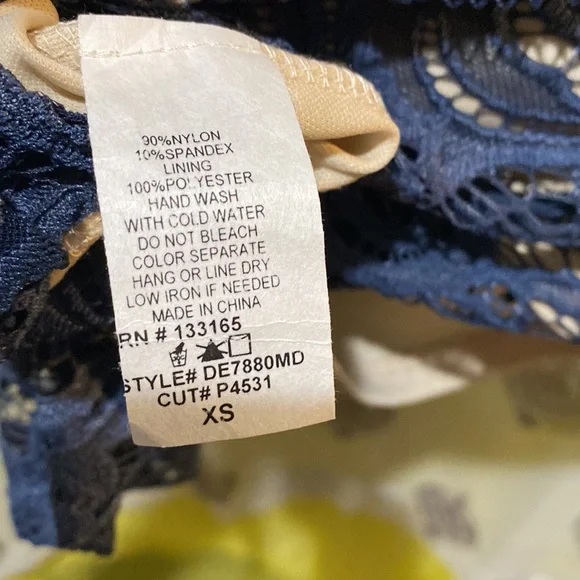 90%NYLON
10%SPANDEX
LINING
100%POLYESTER
HAND WASH
WITH COLD WATER
DO NOT BLEACH
COLOR SEPARATE
HANG OR LINE DRY
LOW IRON IF NEEDED
MADE IN CHINA
RN # 133165
STYLE# DE7880MD
CUT# P4531
XS